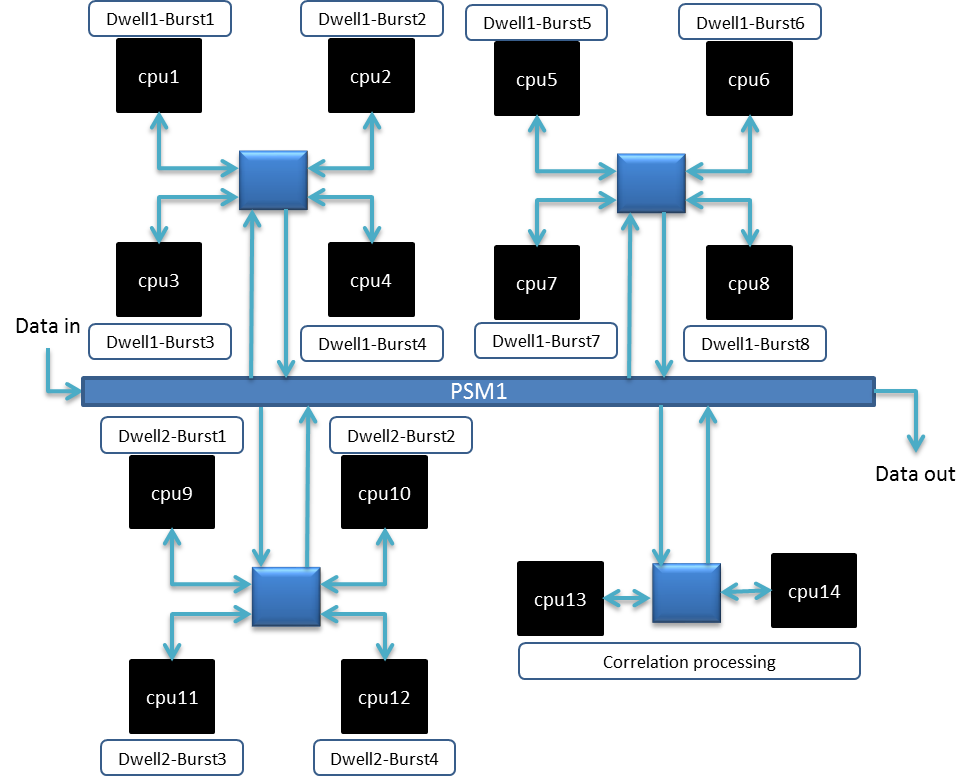 Dwell1-Burst1
Dwell1-Burst2
Dwell1-Burst5
Dwell1-Burst6
cpu1
cpu2
cpu5
cpu6
cpu3
cpu4
cpu7
cpu8
Data in
Dwell1-Burst3
Dwell1-Burst4
Dwell1-Burst7
Dwell1-Burst8
PSM1
Dwell2-Burst1
Dwell2-Burst2
Data out
cpu9
cpu10
cpu13
cpu14
Correlation processing
cpu11
cpu12
Dwell2-Burst3
Dwell2-Burst4